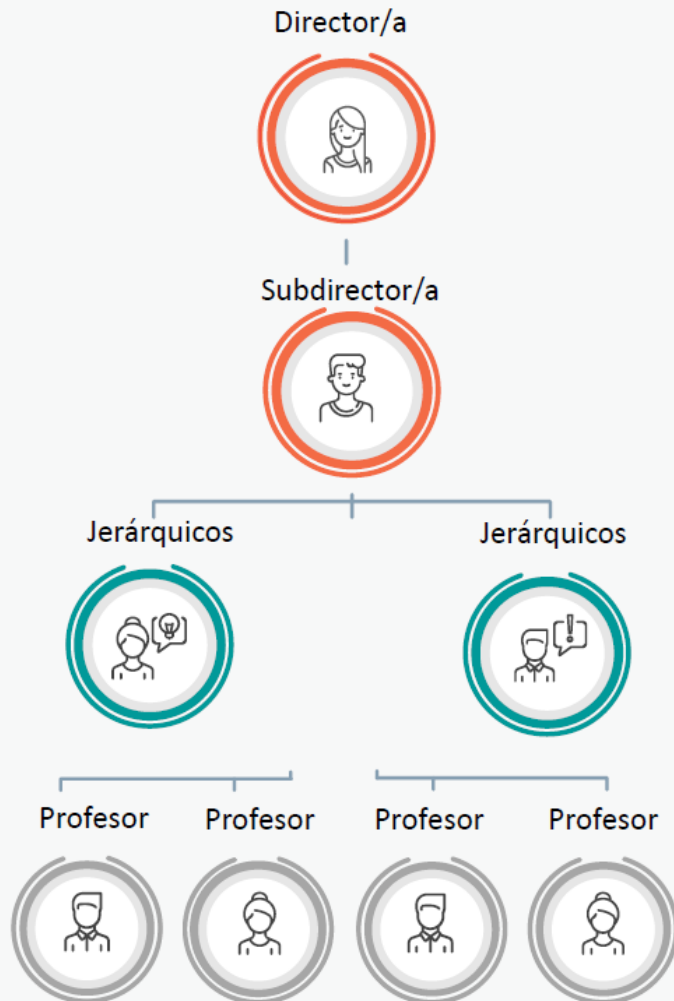 Director/a
Subdirector/a
Jerárquicos
Jerárquicos
Profesor
Profesor
Profesor
Profesor